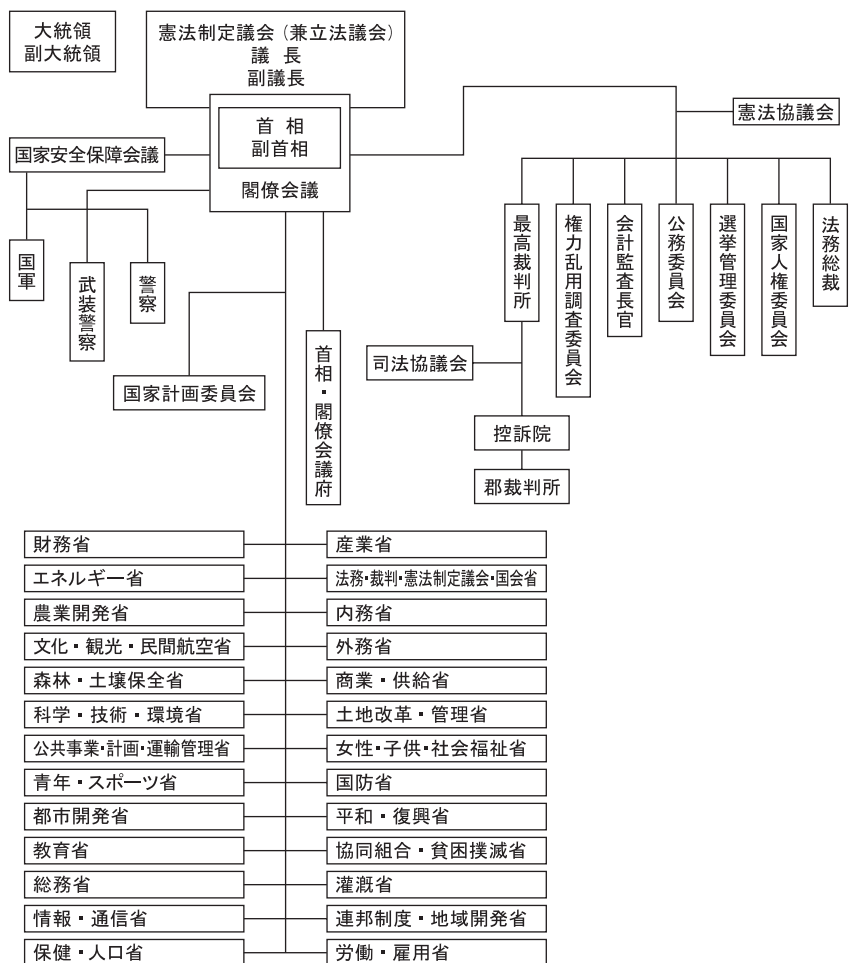 大統領
副大統領
憲法制定議会（兼立法議会）
議 長
副議長
首 相
副首相
閣僚会議
国家安全保障会議
国軍
武装警察
警察
国家計画委員会
首相・閣僚会議府
憲法協議会
最高裁判所
権力乱用調査委員会
会計監査長官
公務委員会
選挙管理委員会
国家人権委員会
法務総裁
司法協議会
控訴院
郡裁判所
財務省
産業省
エネルギー省
法務・裁判・憲法制定議会・国会省
農業開発省
内務省
文化・観光・民間航空省
外務省
森林・土壌保全省
商業・供給省
科学・技術・環境省
土地改革・管理省
公共事業・計画・運輸管理省
女性・子供・社会福祉省
青年・スポーツ省
国防省
都市開発省
平和・復興省
教育省
協同組合・貧困撲滅省
総務省
灌漑省
情報・通信省
連邦制度・地域開発省
保健・人口省
労働・雇用省